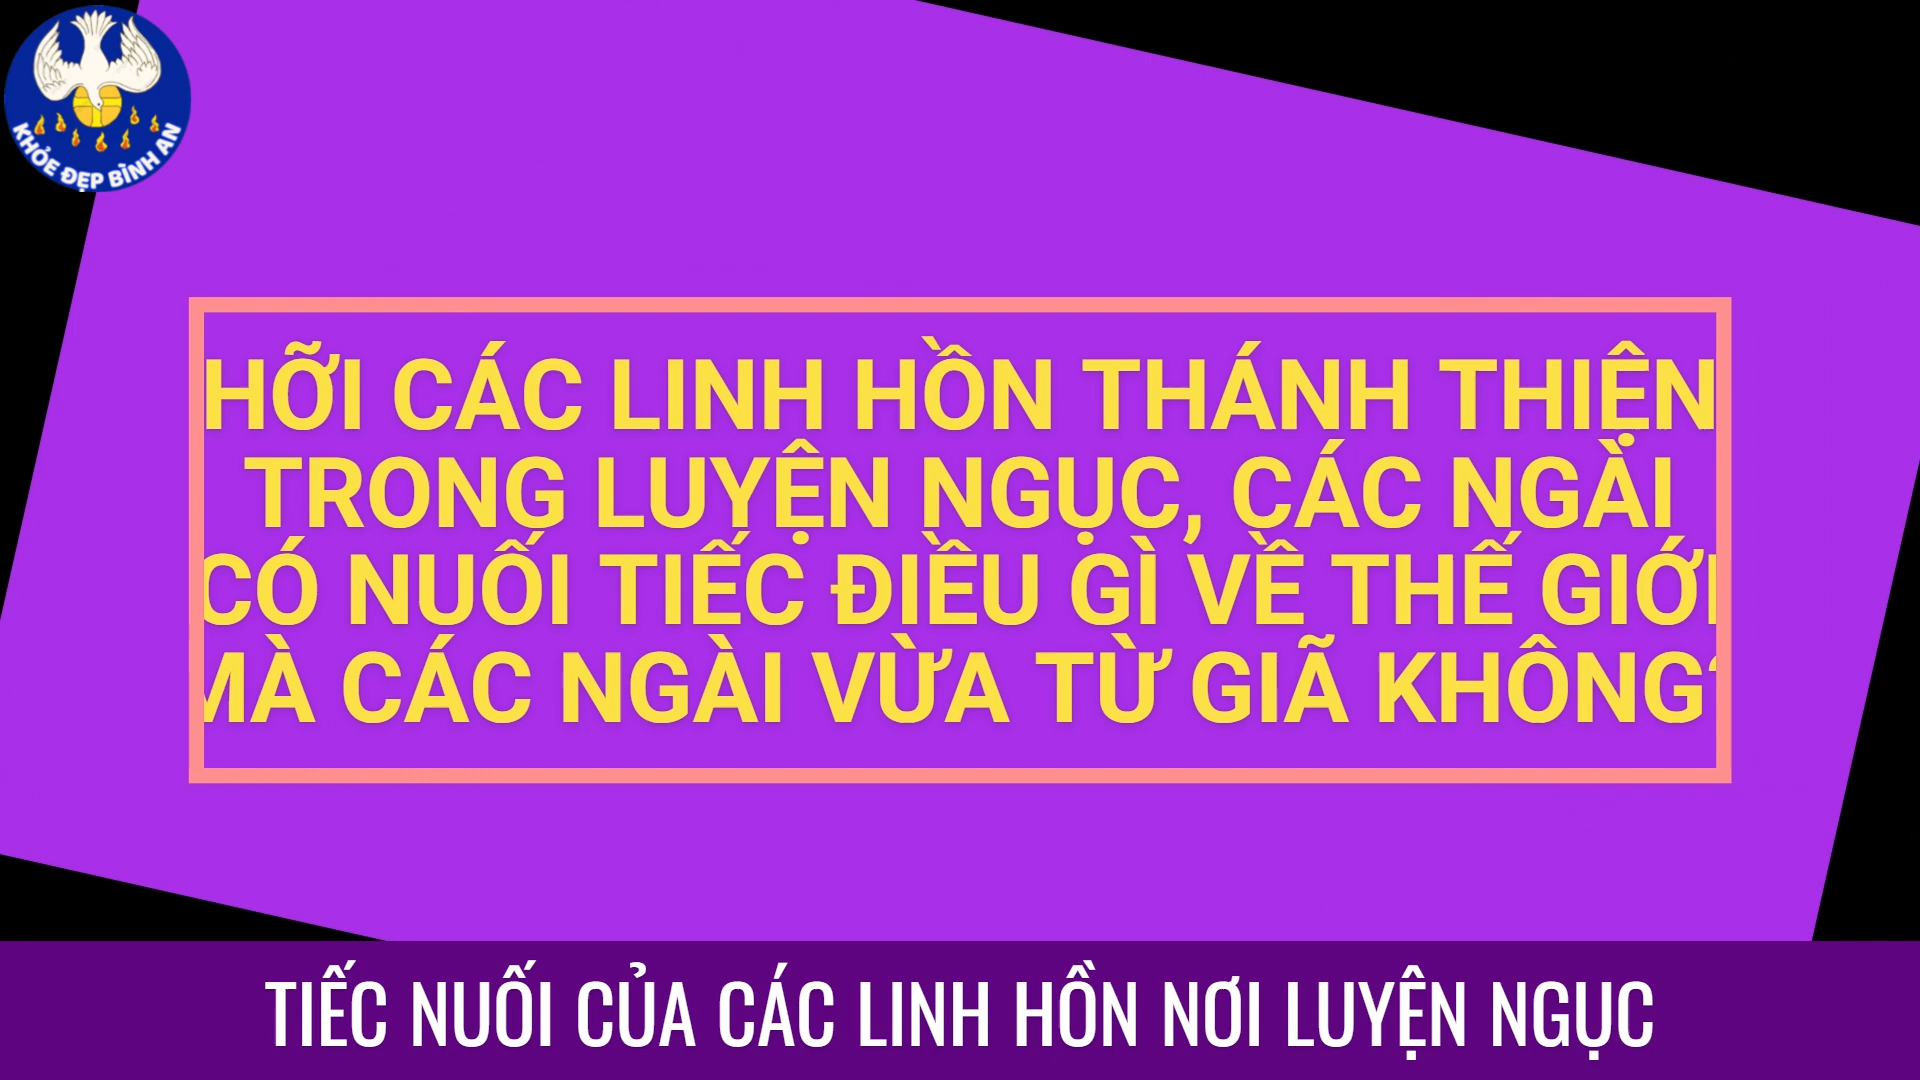 KHỎE ĐẸP BÌNH AN
HỠI CÁC LINH HỒN THÁNH THIỆN
TRONG LUYỆN NGỤC, CÁC NGÀI
CÓ NUỐI TIẾC ĐIỀU GÌ VỀ THẾ GIỚI
MÀ CÁC NGÀI VỪA TỪ GIÃ KHÔNG?
TIẾC NUỐI CỦA CÁC LINH HỒN NƠI LUYỆN NGỤC